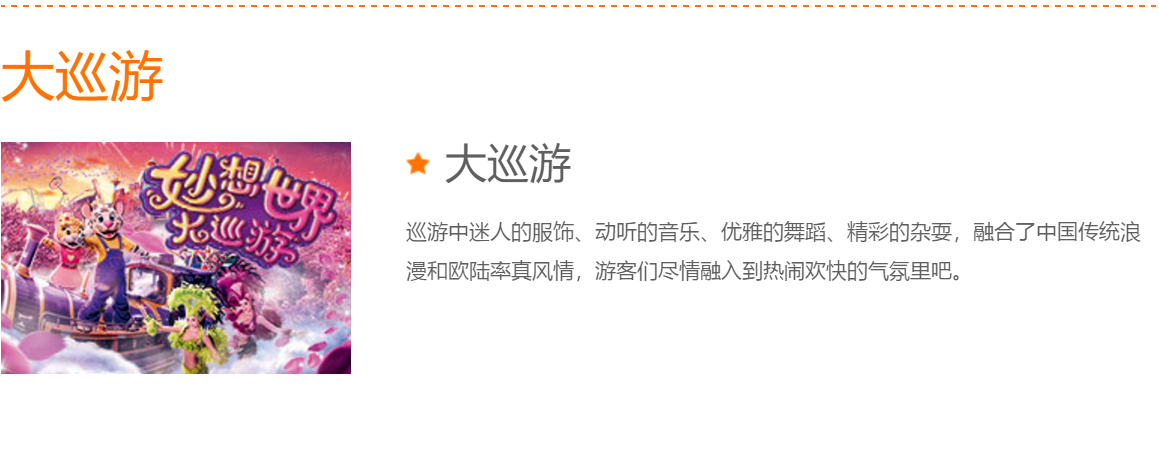 大巡游
妙想世界
大巡游
大巡游
巡游中迷人的服饰、动听的音乐、优雅的舞蹈、精彩的杂耍，融合了中国传统浪
漫和欧陆率真风情，游客们尽情融入到热闹欢快的气氛里吧。